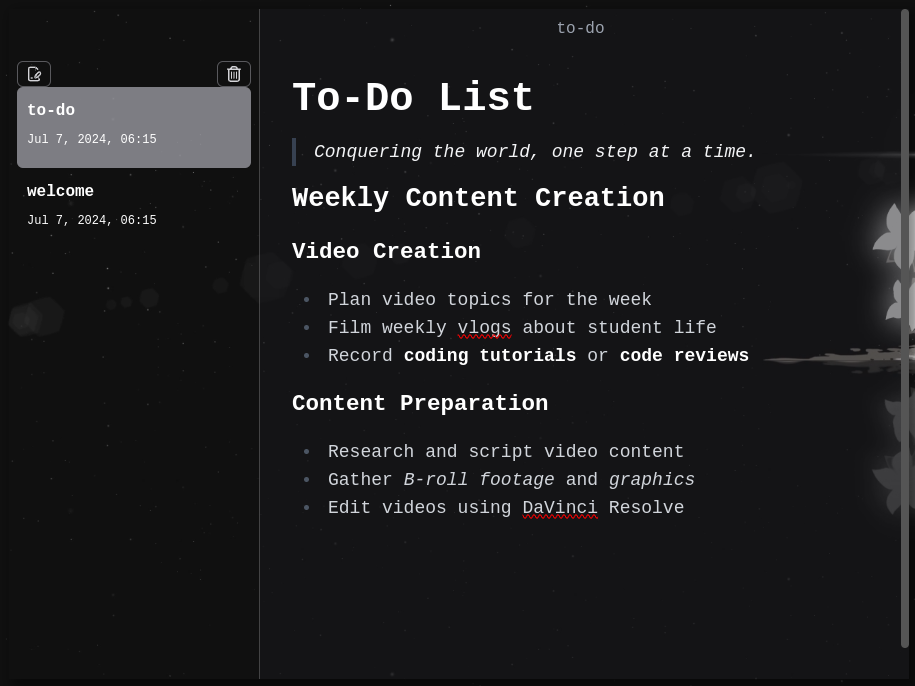 to-do
to-do
Jul 7, 2024, 06:15
welcome
Jul 7, 2024, 06:15
To-Do List
Conquering the world, one step at a time.
Weekly Content Creation
Video Creation
Plan video topics for the week
Film weekly vlogs about student life
Record coding tutorials or code reviews
Content Preparation
Research and script video content
Gather B-roll footage and graphics
Edit videos using DaVinci Resolve